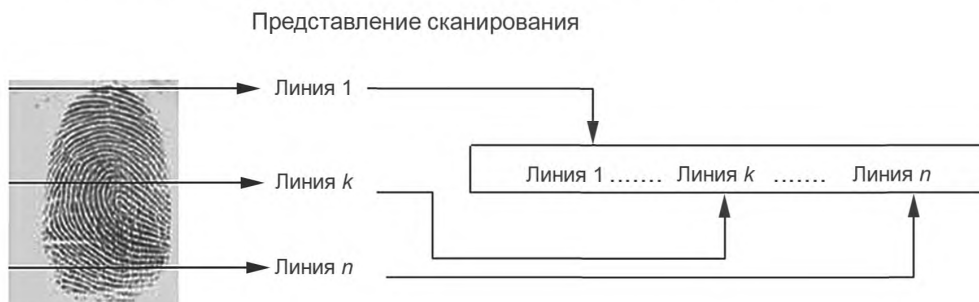 Представление сканирования
Линия 1
Линия k
Линия n
Линия 1 ....... Линия k ....... Линия n